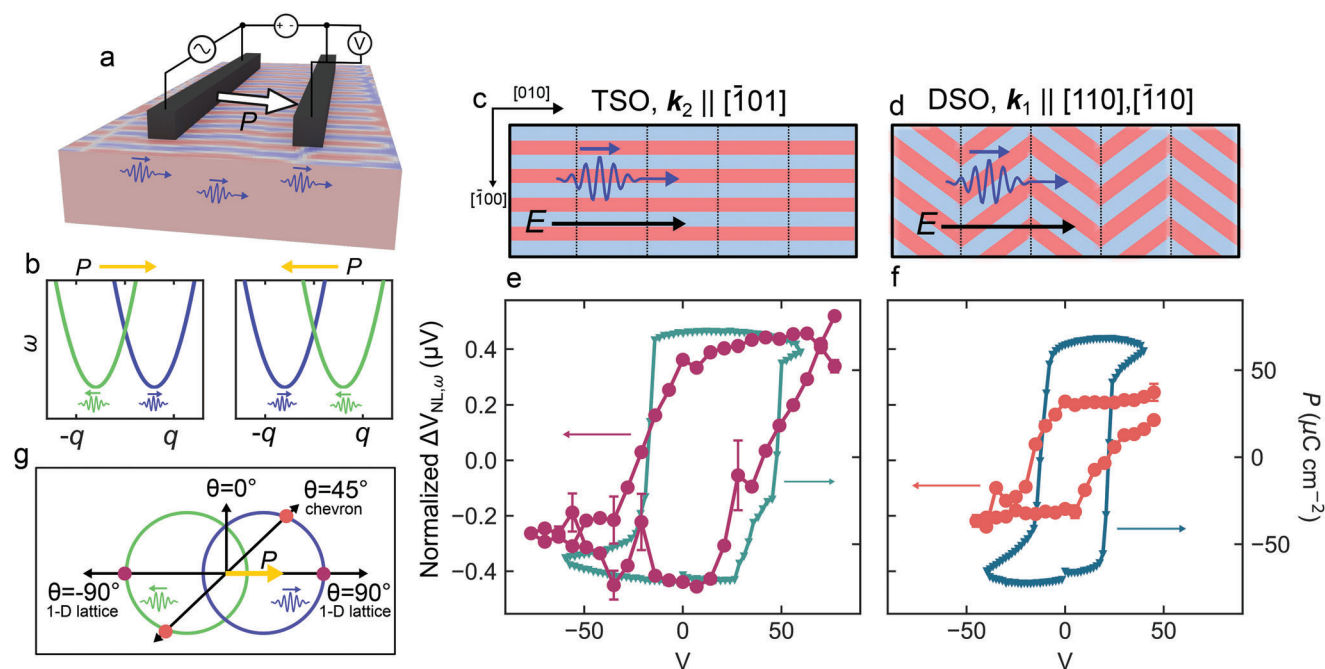 a
+ -
V
P
b
P
P
ω
-q
q
-q
q
g
θ=0°
θ=45°
chevron
P
θ=-90°
1-D lattice
θ=90°
1-D lattice
c
[010]
[1̅00]
TSO, k₂ || [1̅01]
E
d
DSO, k₁ || [110],[1̅10]
E
e
Normalized ΔV_NL,ω (μV)
0.4
0.2
0.0
−0.2
−0.4
−50
0
50
V
f
50
0
−50
P (μC cm⁻²)
−50
0
50
V